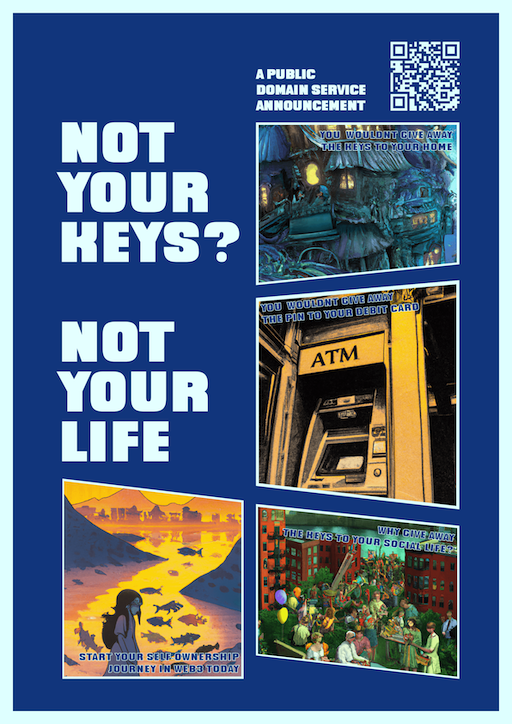 A PUBLIC
DOMAIN SERVICE
ANNOUNCEMENT
NOT
YOUR
KEYS?
NOT
YOUR
LIFE
YOU WOULDNT GIVE AWAY
THE KEYS TO YOUR HOME
YOU WOULDNT GIVE AWAY
THE PIN TO YOUR DEBIT CARD
ATM
WHY GIVE AWAY
THE KEYS TO YOUR SOCIAL LIFE?
START YOUR SELF OWNERSHIP
JOURNEY IN WEB3 TODAY